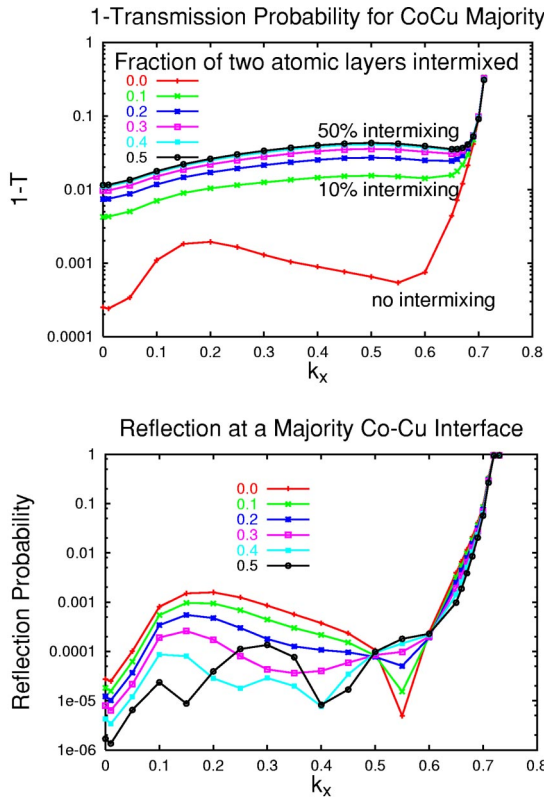 1-Transmission Probability for CoCu Majority
Fraction of two atomic layers intermixed
0.0
0.1
0.2
0.3
0.4
0.5
50% intermixing
10% intermixing
no intermixing
1
0.1
0.01
0.001
0.0001
1-T
0 0.1 0.2 0.3 0.4 0.5 0.6 0.7 0.8
kx
Reflection at a Majority Co-Cu Interface
0.0
0.1
0.2
0.3
0.4
0.5
1
0.1
0.01
0.001
0.0001
1e-05
1e-06
Reflection Probability
0 0.1 0.2 0.3 0.4 0.5 0.6 0.7 0.8
kx